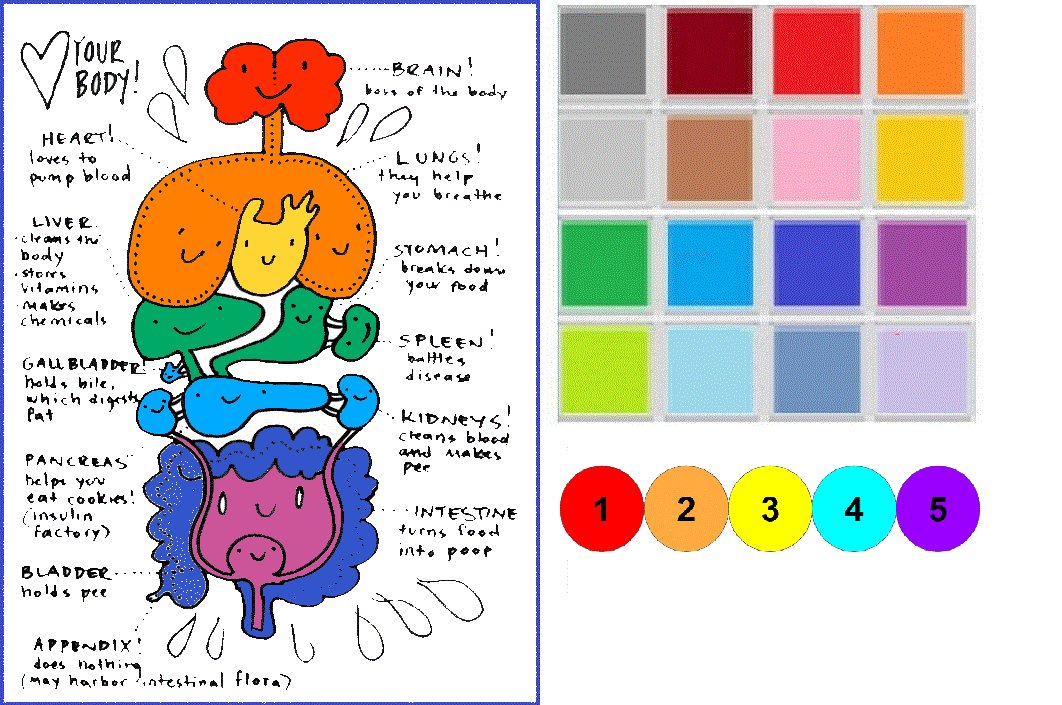 YOUR
BODY!
BRAIN!
boss of the body
HEART!
loves to
pump blood
LUNGS!
they help
you breathe
LIVER
cleans the
body
stores
vitamins
makes
chemicals
STOMACH!
breaks down
your food
SPLEEN!
battles
disease
GALLBLADDER!
holds bile,
which digests
fat
KIDNEYS!
cleans blood
and makes
pee
PANCREAS
helps you
eat cookies!
(insulin
factory)
INTESTINE
turns food
into poop
BLADDER
holds pee
APPENDIX!
does nothing
(may harbor intestinal flora)
1 2 3 4 5